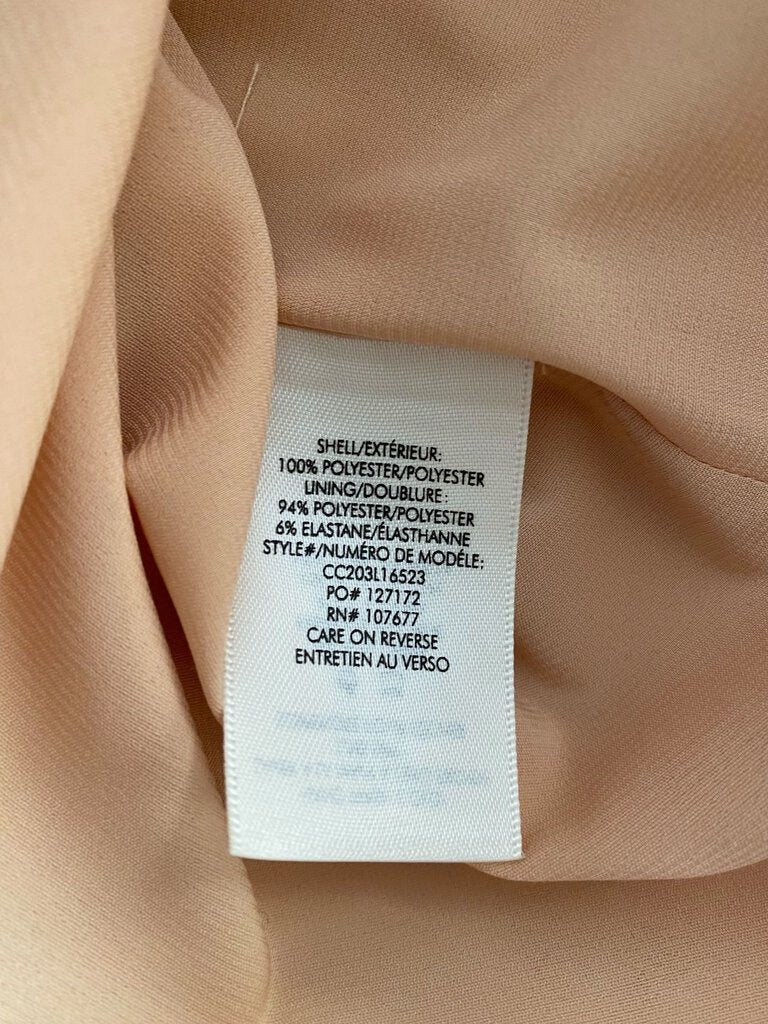 SHELL/EXTÉRIEUR:
100% POLYESTER/POLYESTER
LINING/DOUBLURE:
94% POLYESTER/POLYESTER
6% ELASTANE/ÉLASTHANNE
STYLE#/NUMÉRO DE MODÉLE:
CC203L16523
PO# 127172
RN# 107677
CARE ON REVERSE
ENTRETIEN AU VERSO